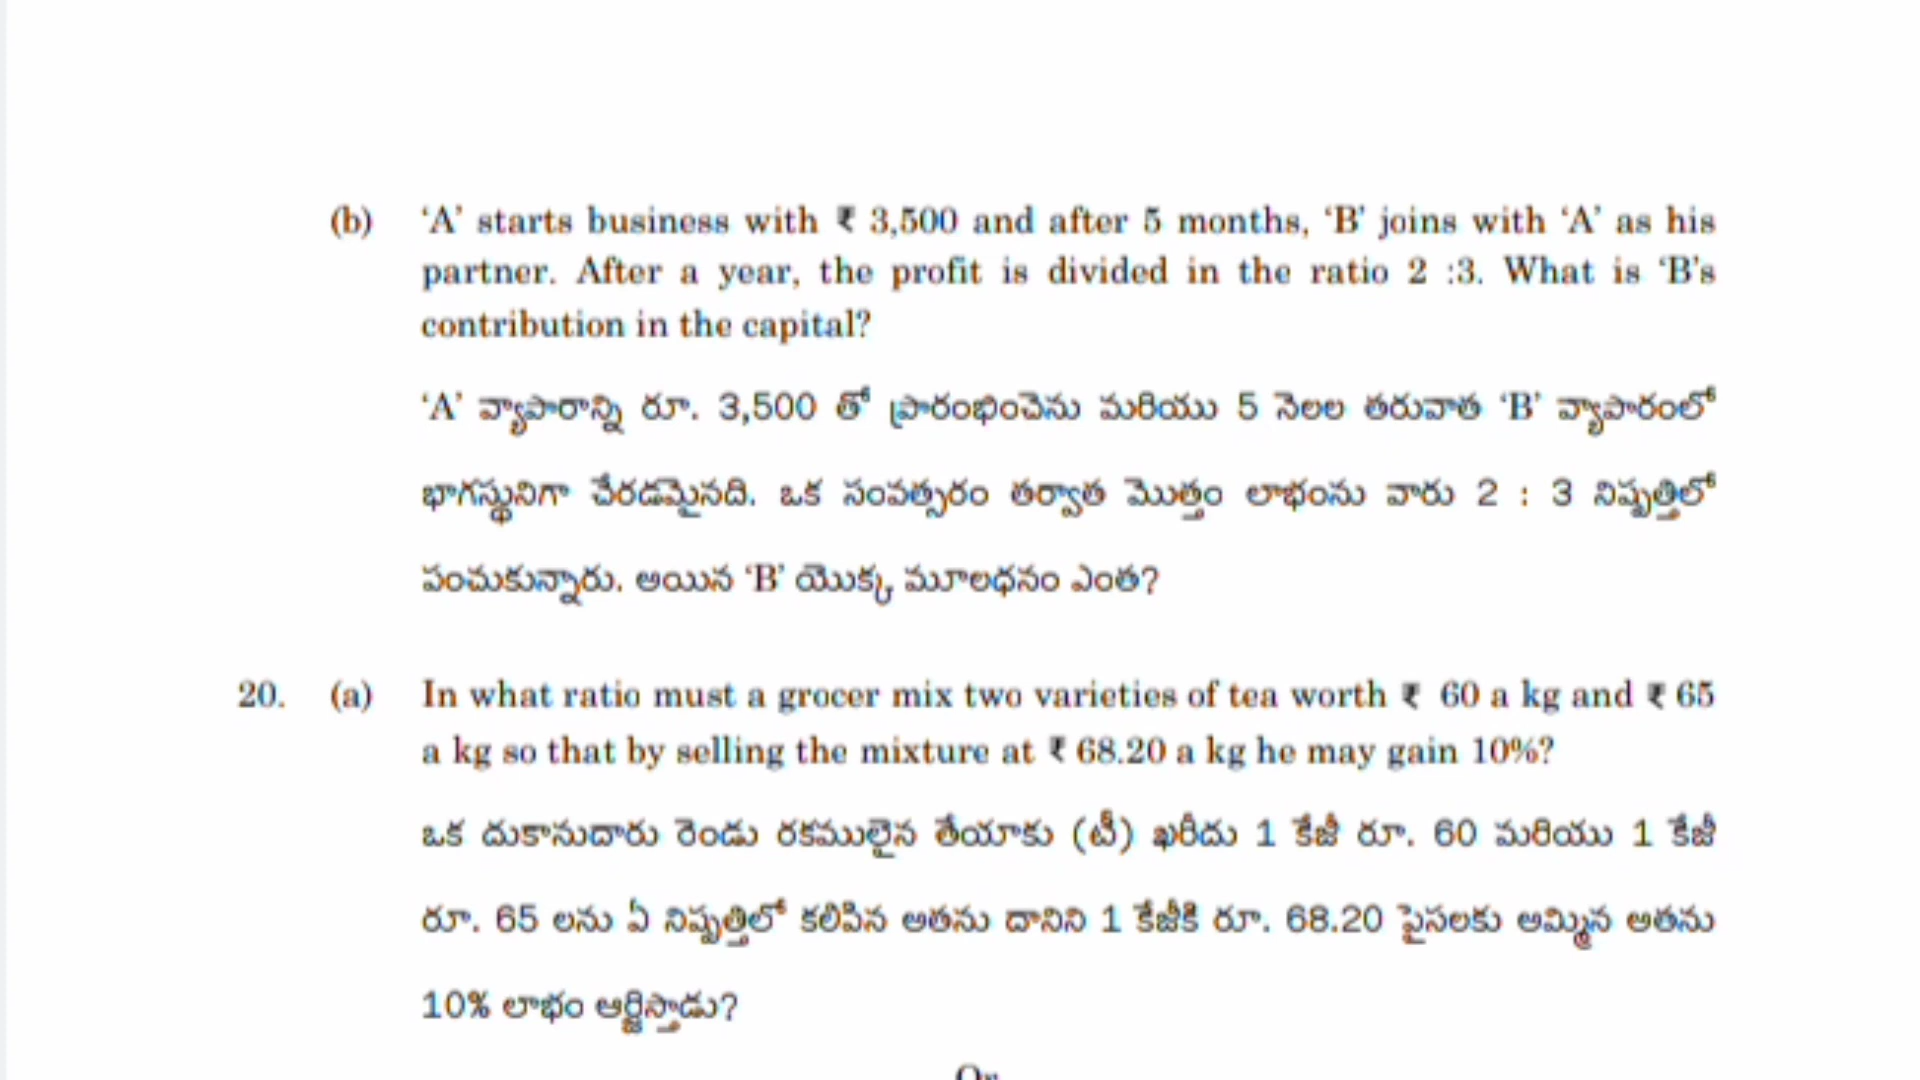 (b) ‘A’ starts business with ₹ 3,500 and after 5 months, ‘B’ joins with ‘A’ as his
partner. After a year, the profit is divided in the ratio 2 :3. What is ‘B’s
contribution in the capital?
‘A’ వ్యాపారాన్ని రూ. 3,500 తో ప్రారంభించెను మరియు 5 నెలల తరువాత ‘B’ వ్యాపారంలో
భాగస్థునిగా చేరడమైనది. ఒక సంవత్సరం తర్వాత మొత్తం లాభంను వారు 2 : 3 నిష్పత్తిలో
పంచుకున్నారు. అయిన ‘B’ యొక్క మూలధనం ఎంత?
20. (a) In what ratio must a grocer mix two varieties of tea worth ₹ 60 a kg and ₹ 65
a kg so that by selling the mixture at ₹ 68.20 a kg he may gain 10%?
ఒక దుకానుదారు రెండు రకములైన తేయాకు (టీ) ఖరీదు 1 కేజీ రూ. 60 మరియు 1 కేజీ
రూ. 65 లను ఏ నిష్పత్తిలో కలిపిన అతను దానిని 1 కేజీకి రూ. 68.20 పైసలకు అమ్మిన అతను
10% లాభం ఆర్జిస్తాడు?
Or